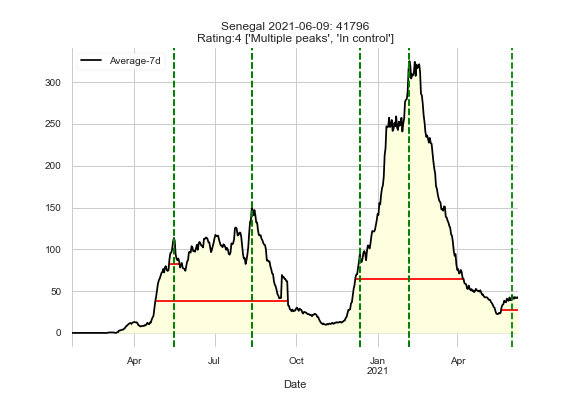 Senegal 2021-06-09: 41796
Rating:4 ['Multiple peaks', 'In control']
Average-7d
300
250
200
150
100
50
0
Apr Jul Oct Jan Apr
2021
Date